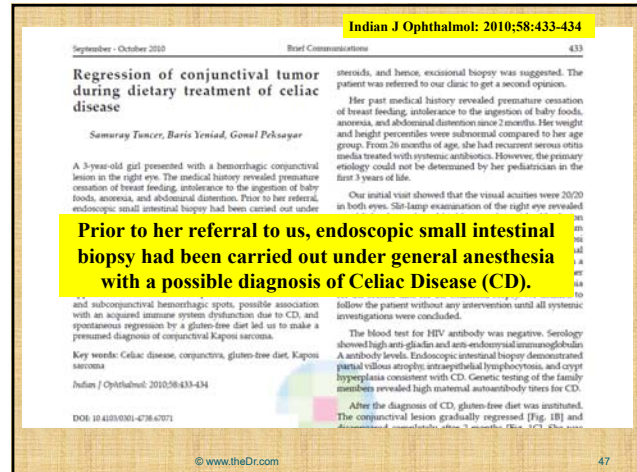 Indian J Ophthalmol: 2010;58:433-434
September - October 2010 Brief Communications 433
Regression of conjunctival tumor
during dietary treatment of celiac
disease
Samuray Tuncer, Baris Yeniad, Gonul Peksayar
A 3-year-old girl presented with a hemorrhagic conjunctival
lesion in the right eye. The medical history revealed premature
cessation of breast feeding, intolerance to the ingestion of baby
foods, anorexia, and abdominal distention. Prior to her referral,
endoscopic small intestinal biopsy had been carried out under
and subconjunctival hemorrhagic spots, possible association
with an acquired immune system dysfunction due to CD, and
spontaneous regression by a gluten-free diet led us to make a
presumed diagnosis of conjunctival Kaposi sarcoma.
Key words: Celiac disease, conjunctiva, gluten-free diet, Kaposi
sarcoma
Indian J Ophthalmol: 2010;58:433-434
DOI: 10.4103/0301-4738.67071
steroids, and hence, excisional biopsy was suggested. The
patient was referred to our clinic to get a second opinion.
Her past medical history revealed premature cessation
of breast feeding, intolerance to the ingestion of baby foods,
anorexia, and abdominal distention since 2 months. Her weight
and height percentiles were subnormal compared to her age
group. From 26 months of age, she had recurrent serous otitis
media treated with systemic antibiotics. However, the primary
etiology could not be determined by her pediatrician in the
first 3 years of life.
Our initial visit showed that the visual acuities were 20/20
in both eyes. Slit-lamp examination of the right eye revealed
Prior to her referral to us, endoscopic small intestinal
biopsy had been carried out under general anesthesia
with a possible diagnosis of Celiac Disease (CD).
follow the patient without any intervention until all systemic
investigations were concluded.
The blood test for HIV antibody was negative. Serology
showed high anti-gliadin and anti-endomysial immunoglobulin
A antibody levels. Endoscopic intestinal biopsy demonstrated
partial villous atrophy, intraepithelial lymphocytosis, and crypt
hyperplasia consistent with CD. Genetic testing of the family
members revealed high maternal autoantibody titers for CD.
After the diagnosis of CD, gluten-free diet was instituted.
The conjunctival lesion gradually regressed [Fig. 1B] and
© www.theDr.com 47